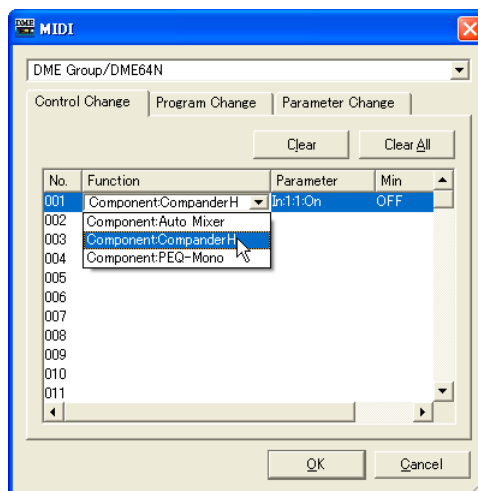 DME MIDI
DME Group/DME64N
Control Change Program Change Parameter Change
Clear Clear All
No. Function Parameter Min
001 Component:CompanderH In:1:1:On OFF
002 Component:Auto Mixer
003 Component:CompanderH
004 Component:PEQ-Mono
005
006
007
008
009
010
011
OK Cancel